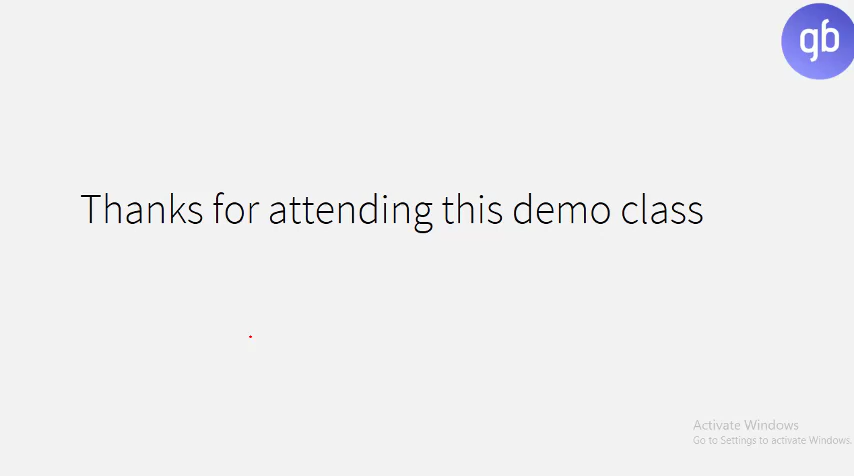 gb
Thanks for attending this demo class
Activate Windows
Go to Settings to activate Windows.